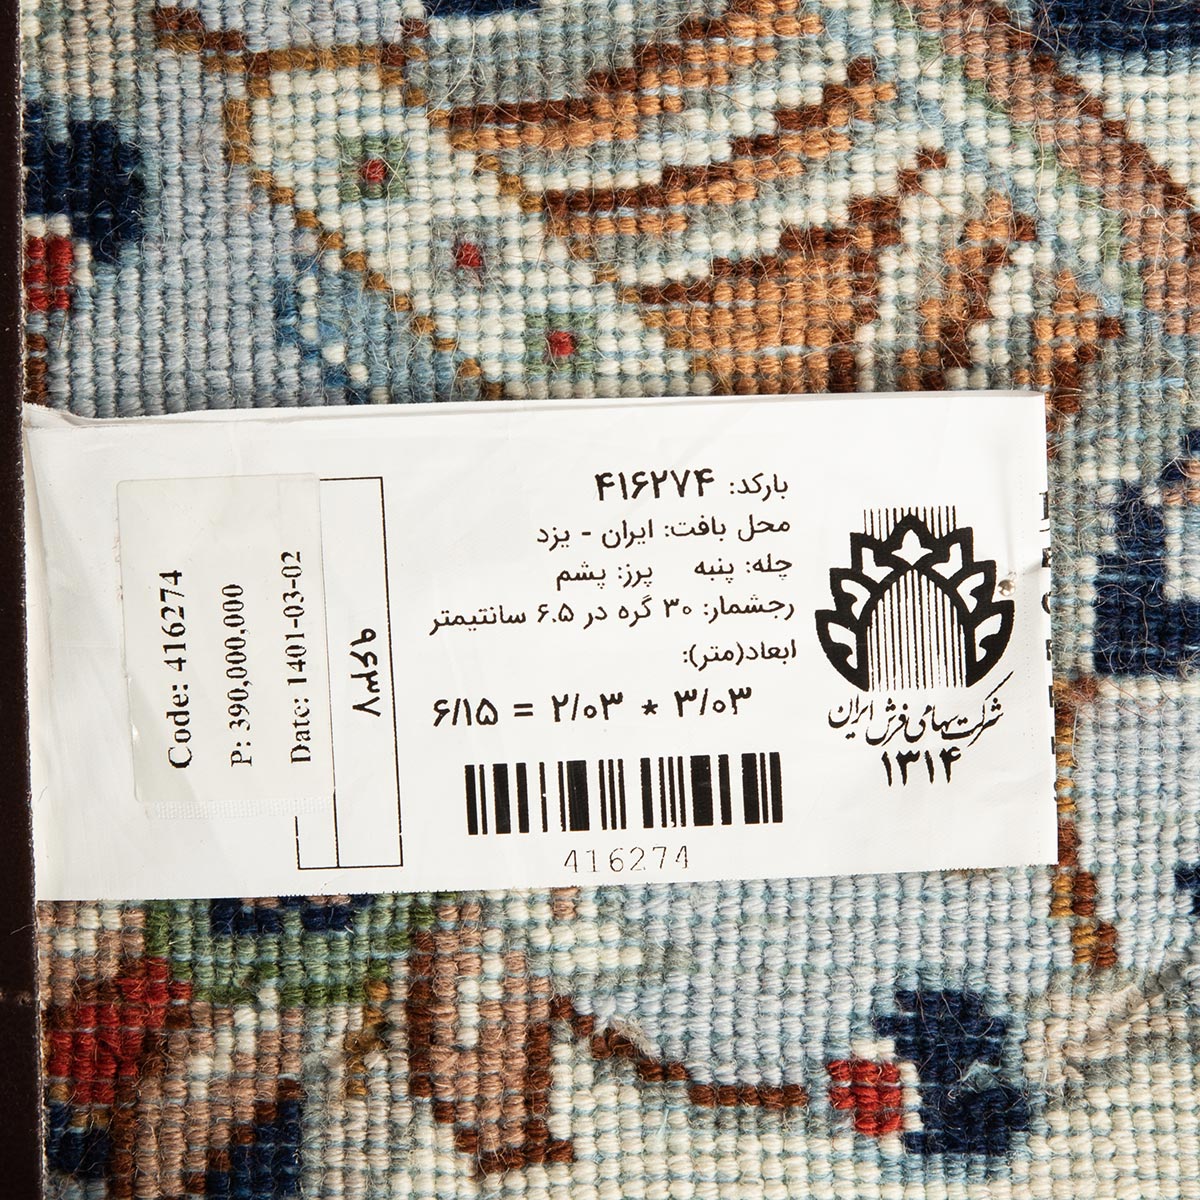 بارکد: ۴۱۶۲۷۴
محل بافت: ایران - یزد
چله: پنبه پرز: پشم
رجشمار: ۳۰ گره در ۶.۵ سانتیمتر
ابعاد(متر):
۳/۰۳ * ۲/۰۳ = ۶/۱۵
416274
شرکت سهامی فرش ایران
۱۳۱۴
Code: 416274
P: 390,000,000
Date: 1401-03-02